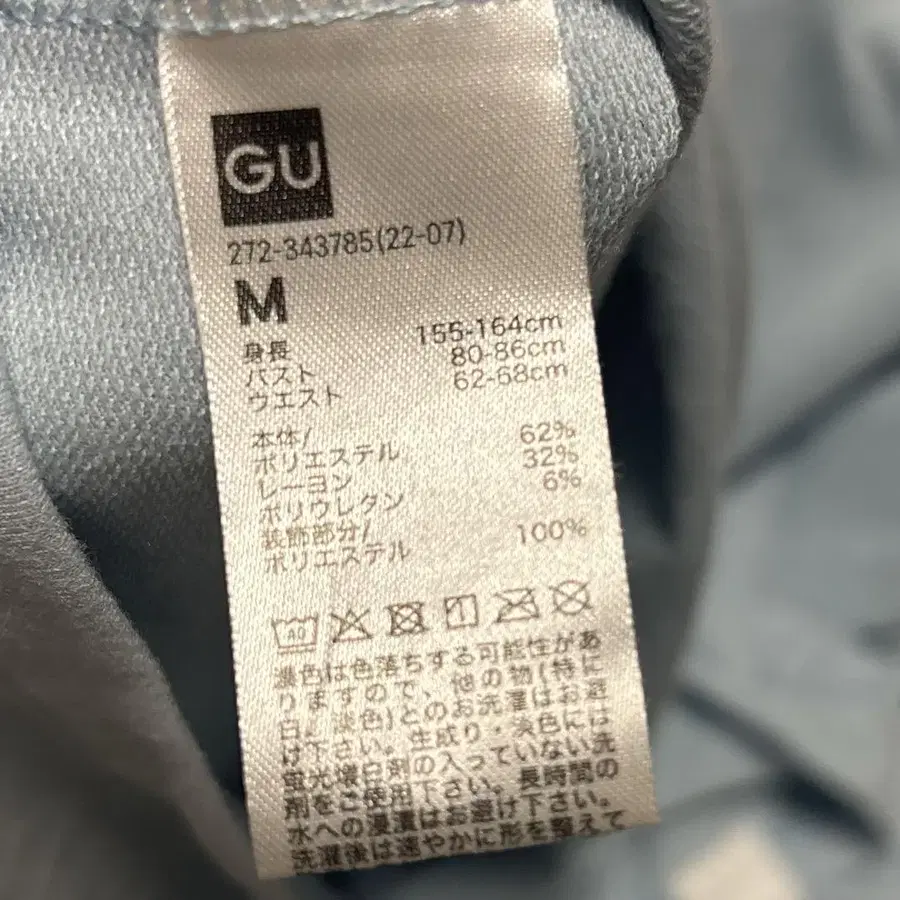 GU
272-343785(22-07)
M
身長 155-164cm
バスト 80-86cm
ウエスト 62-68cm
本体/
ポリエステル 62%
レーヨン 32%
ポリウレタン 6%
装飾部分/
ポリエステル 100%
40
濃色は色落ちする可能性があ
りますので、他の物(特に
白、淡色)とのお洗濯はお避
け下さい。生成り・淡色には
蛍光増白剤の入っていない洗
剤をご使用下さい。長時間の
水への浸漬はお避け下さい。
洗濯後は速やかに形を整えて